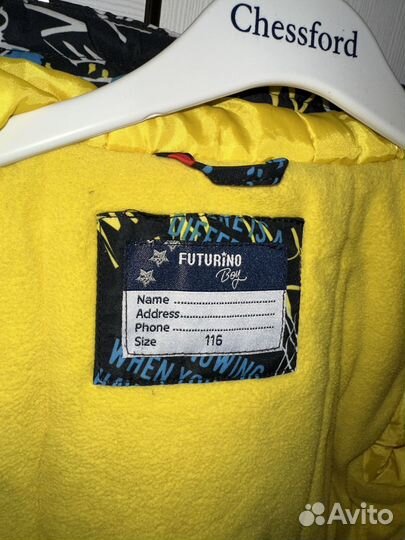 Chessford
FUTURINO
Boy
Name
Address
Phone
Size 116
WHEN YOU
Avito